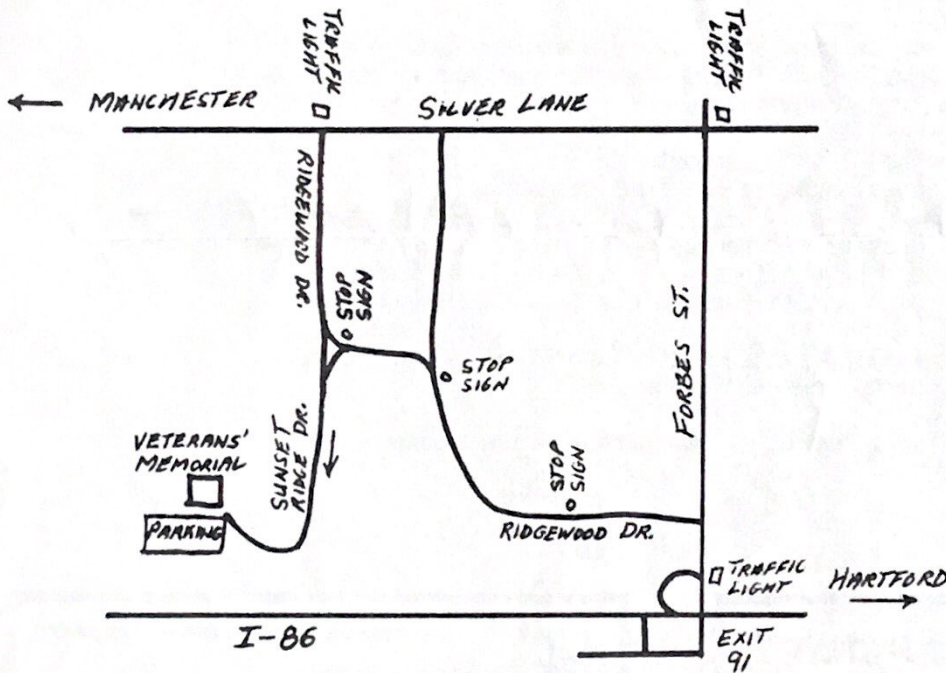 TRAFFIC
LIGHT
TRAFFIC
LIGHT
← MANCHESTER
SILVER LANE
RIDGEWOOD DR.
STOP
SIGN
STOP
SIGN
FORBES ST.
VETERANS'
MEMORIAL
SUNSET
RIDGE DR.
STOP
SIGN
PARKING
RIDGEWOOD DR.
TRAFFIC
LIGHT
HARTFORD
→
I-86
EXIT
91